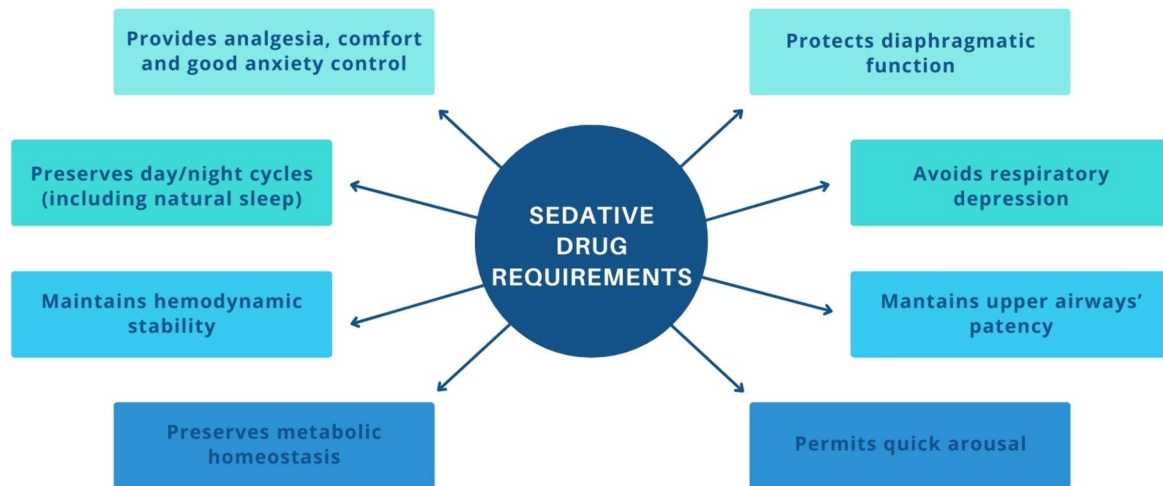 Provides analgesia, comfort
and good anxiety control
Protects diaphragmatic
function
Preserves day/night cycles
(including natural sleep)
Avoids respiratory
depression
SEDATIVE
DRUG
REQUIREMENTS
Maintains hemodynamic
stability
Mantains upper airways’
patency
Preserves metabolic
homeostasis
Permits quick arousal